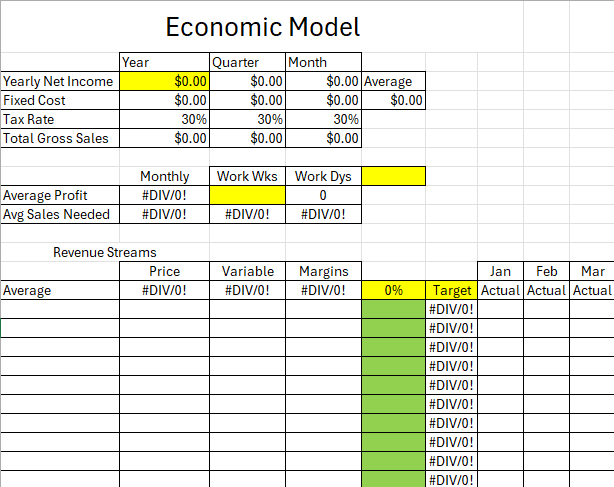 Economic Model
Year Quarter Month
Yearly Net Income $0.00 $0.00 $0.00 Average
Fixed Cost $0.00 $0.00 $0.00 $0.00
Tax Rate 30% 30% 30%
Total Gross Sales $0.00 $0.00 $0.00
Monthly Work Wks Work Dys
Average Profit #DIV/0! 0
Avg Sales Needed #DIV/0! #DIV/0! #DIV/0!
Revenue Streams
Price Variable Margins Jan Feb Mar
Average #DIV/0! #DIV/0! #DIV/0! 0% Target Actual Actual Actual
#DIV/0!
#DIV/0!
#DIV/0!
#DIV/0!
#DIV/0!
#DIV/0!
#DIV/0!
#DIV/0!
#DIV/0!
#DIV/0!